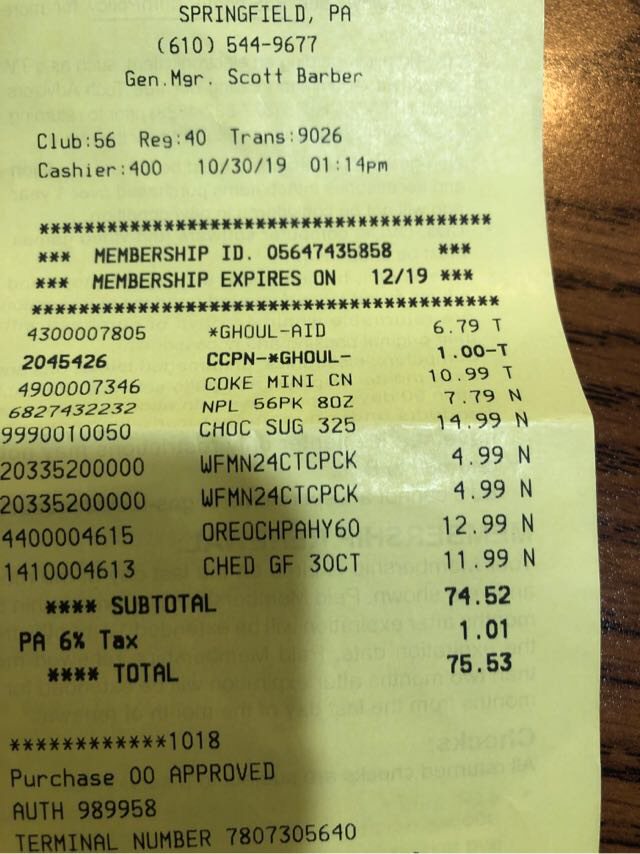 SPRINGFIELD, PA
(610) 544-9677
Gen.Mgr. Scott Barber
Club:56 Reg:40 Trans:9026
Cashier:400 10/30/19 01:14pm
***************************************
*** MEMBERSHIP ID. 05647435858 ***
*** MEMBERSHIP EXPIRES ON 12/19 ***
***************************************
4300007805 *GHOUL-AID 6.79 T
2045426 CCPN-*GHOUL- 1.00-T
4900007346 COKE MINI CN 10.99 T
6827432232 NPL 56PK 8OZ 7.79 N
9990010050 CHOC SUG 325 14.99 N
20335200000 WFMN24CTCPCK 4.99 N
20335200000 WFMN24CTCPCK 4.99 N
4400004615 OREOCHPAHY60 12.99 N
1410004613 CHED GF 30CT 11.99 N
**** SUBTOTAL 74.52
PA 6% Tax 1.01
**** TOTAL 75.53
************1018
Purchase 00 APPROVED
AUTH 989958
TERMINAL NUMBER 7807305640